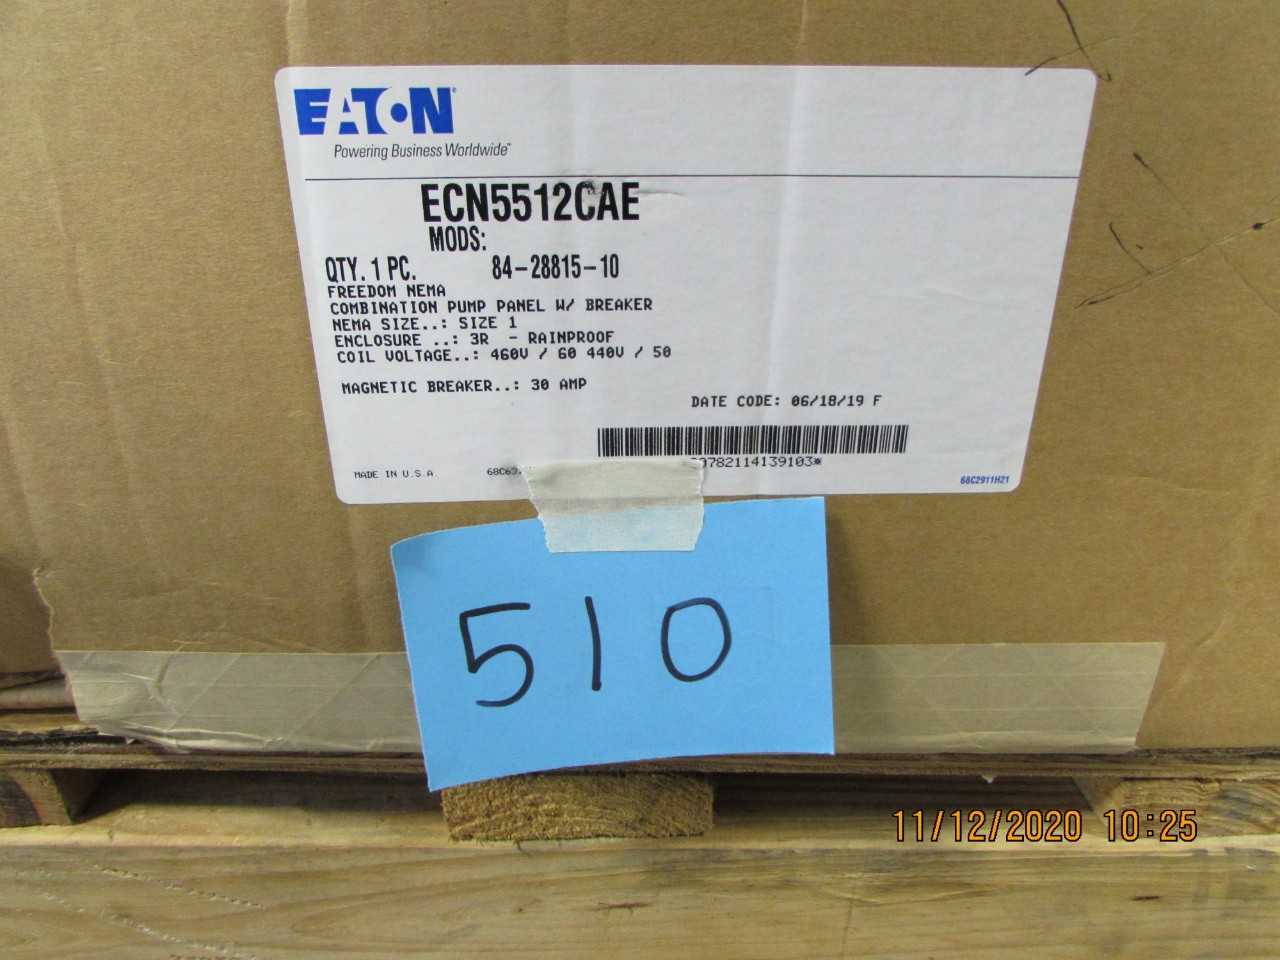 EATON
Powering Business Worldwide™
ECN5512CAE
MODS:
QTY. 1 PC. 84-28815-10
FREEDOM NEMA
COMBINATION PUMP PANEL W/ BREAKER
NEMA SIZE..: SIZE 1
ENCLOSURE ..: 3R - RAINPROOF
COIL VOLTAGE..: 460V / 60 440V / 50
MAGNETIC BREAKER..: 30 AMP
DATE CODE: 06/18/19 F
782114139103*
MADE IN U.S.A
68C2911H21
510
11/12/2020 10:25